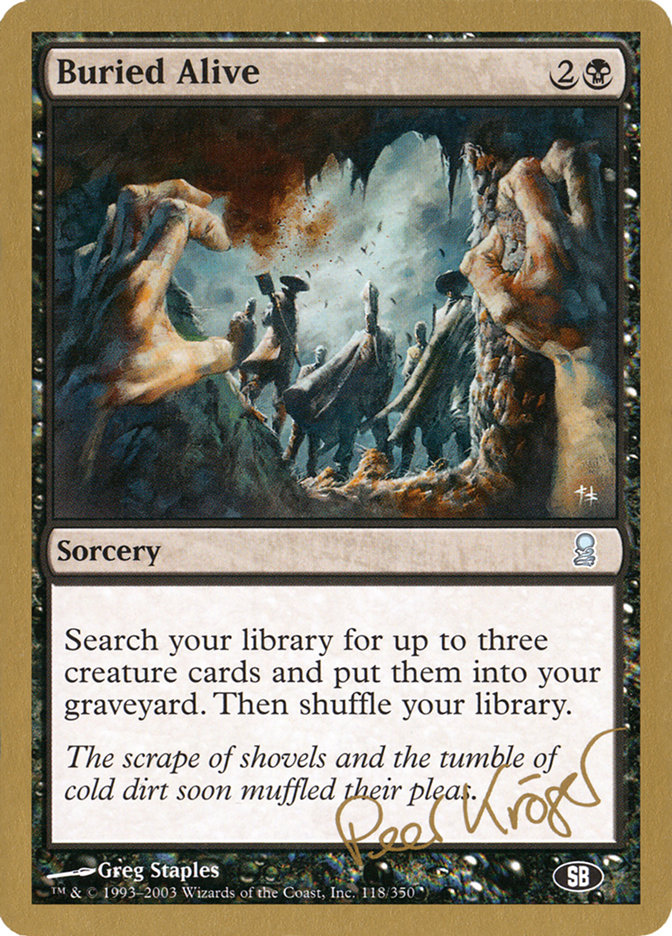 Buried Alive 2
Sorcery
Search your library for up to three
creature cards and put them into your
graveyard. Then shuffle your library.
The scrape of shovels and the tumble of
cold dirt soon muffled their pleas.
Peer Kröger
Greg Staples
™ & © 1993–2003 Wizards of the Coast, Inc. 118/350
SB